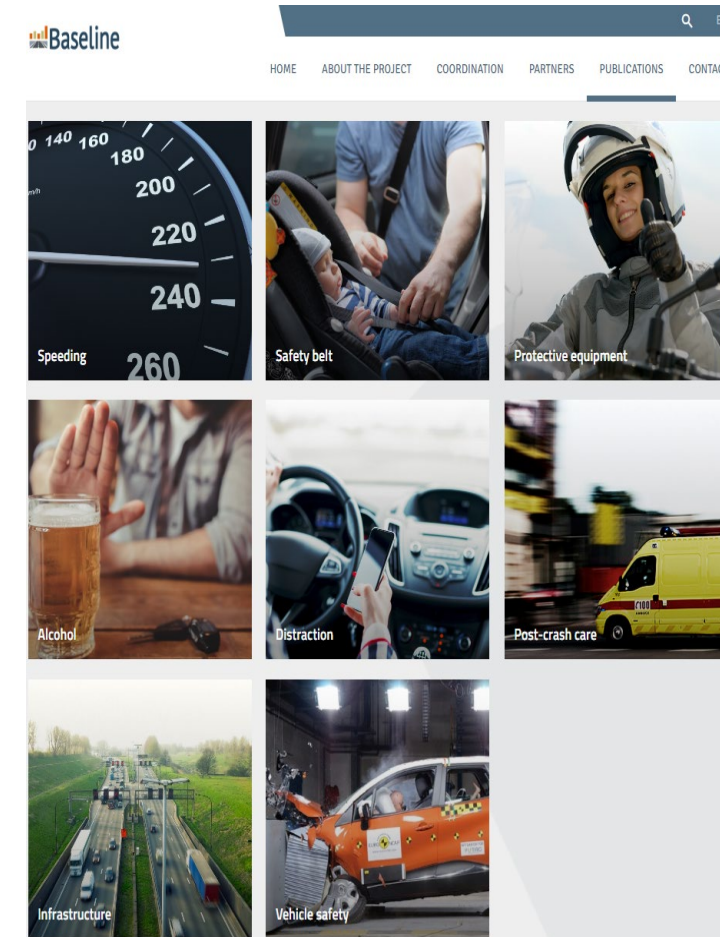 Baseline
HOME ABOUT THE PROJECT COORDINATION PARTNERS PUBLICATIONS
140 160
180
200
220
240
260
Speeding
Safety belt
Protective equipment
Alcohol
Distraction
C100
Post-crash care
Infrastructure
Vehicle safety